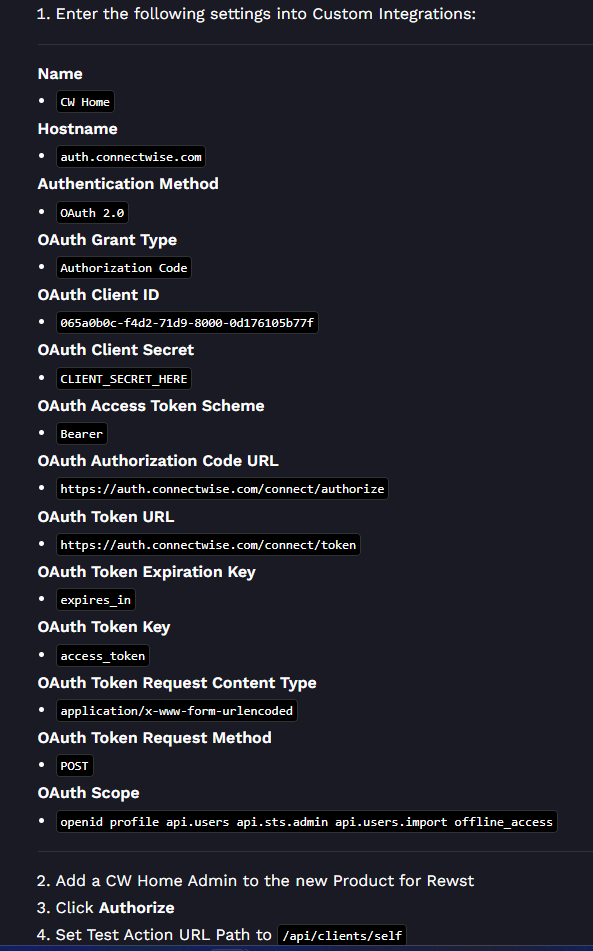 1. Enter the following settings into Custom Integrations:
Name
• CW Home
Hostname
• auth.connectwise.com
Authentication Method
• OAuth 2.0
OAuth Grant Type
• Authorization Code
OAuth Client ID
• 065a0b0c-f4d2-71d9-8000-0d176105b77f
OAuth Client Secret
• CLIENT_SECRET_HERE
OAuth Access Token Scheme
• Bearer
OAuth Authorization Code URL
• https://auth.connectwise.com/connect/authorize
OAuth Token URL
• https://auth.connectwise.com/connect/token
OAuth Token Expiration Key
• expires_in
OAuth Token Key
• access_token
OAuth Token Request Content Type
• application/x-www-form-urlencoded
OAuth Token Request Method
• POST
OAuth Scope
• openid profile api.users api.sts.admin api.users.import offline_access
2. Add a CW Home Admin to the new Product for Rewst
3. Click Authorize
4. Set Test Action URL Path to /api/clients/self